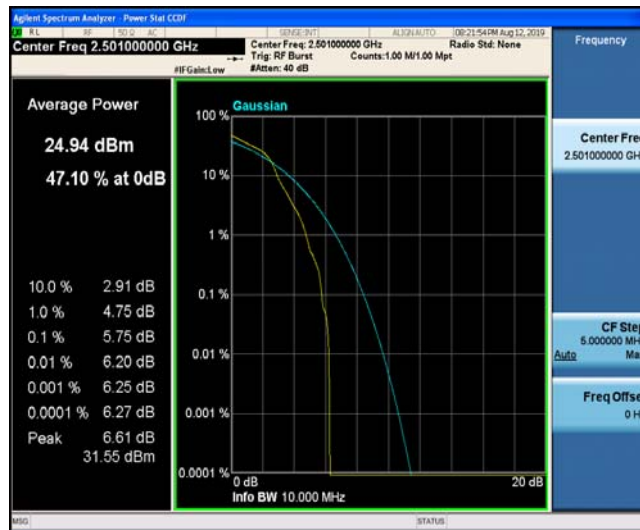 Agilent Spectrum Analyzer - Power Stat CCDF
RL RF 50 Ω AC SENSE:INT ALIGN AUTO 08:21:54 PM Aug 12, 2019
Center Freq 2.501000000 GHz
Center Freq: 2.501000000 GHz Radio Std: None
Trig: RF Burst Counts:1.00 M/1.00 Mpt
#IFGain:Low #Atten: 40 dB
Frequency
Average Power
24.94 dBm
47.10 % at 0dB
10.0 % 2.91 dB
1.0 % 4.75 dB
0.1 % 5.75 dB
0.01 % 6.20 dB
0.001 % 6.25 dB
0.0001 % 6.27 dB
Peak 6.61 dB
31.55 dBm
Gaussian
100 %
10 %
1 %
0.1 %
0.01 %
0.001 %
0.0001 %
0 dB 20 dB
Info BW 10.000 MHz
Center Fre
2.501000000 GH
CF Step
5.000000 MH
Auto Ma
Freq Offse
0 H
MSG STATUS